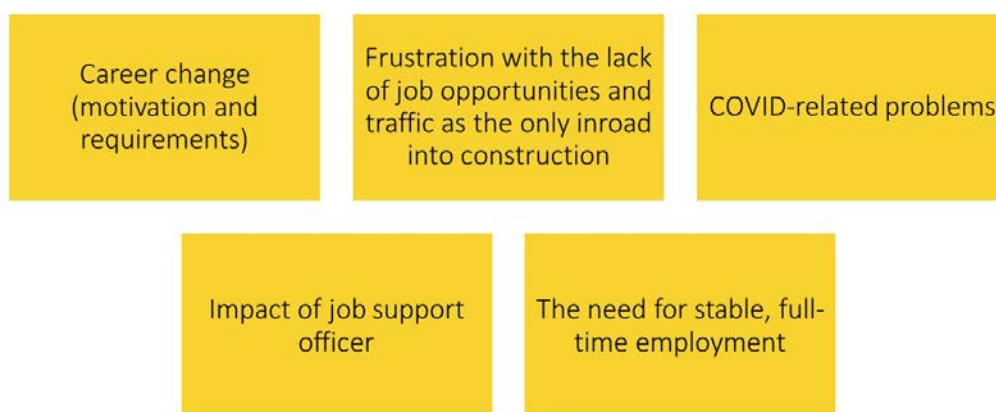 Career change
(motivation and
requirements)
Frustration with the lack
of job opportunities and
traffic as the only inroad
into construction
COVID-related problems
Impact of job support
officer
The need for stable, full-
time employment